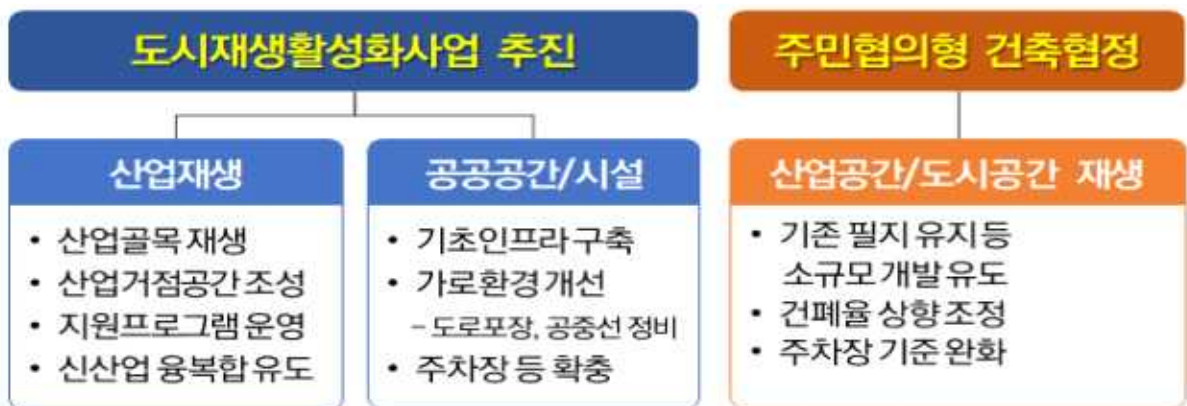 도시재생활성화사업 추진
산업재생
• 산업골목 재생
• 산업거점공간 조성
• 지원프로그램 운영
• 신산업 융복합 유도
공공공간/시설
• 기초인프라 구축
• 가로환경 개선
– 도로포장, 공중선 정비
• 주차장 등 확충
주민협의형 건축협정
산업공간/도시공간 재생
• 기존 필지 유지 등
소규모 개발 유도
• 건폐율 상향 조정
• 주차장 기준 완화